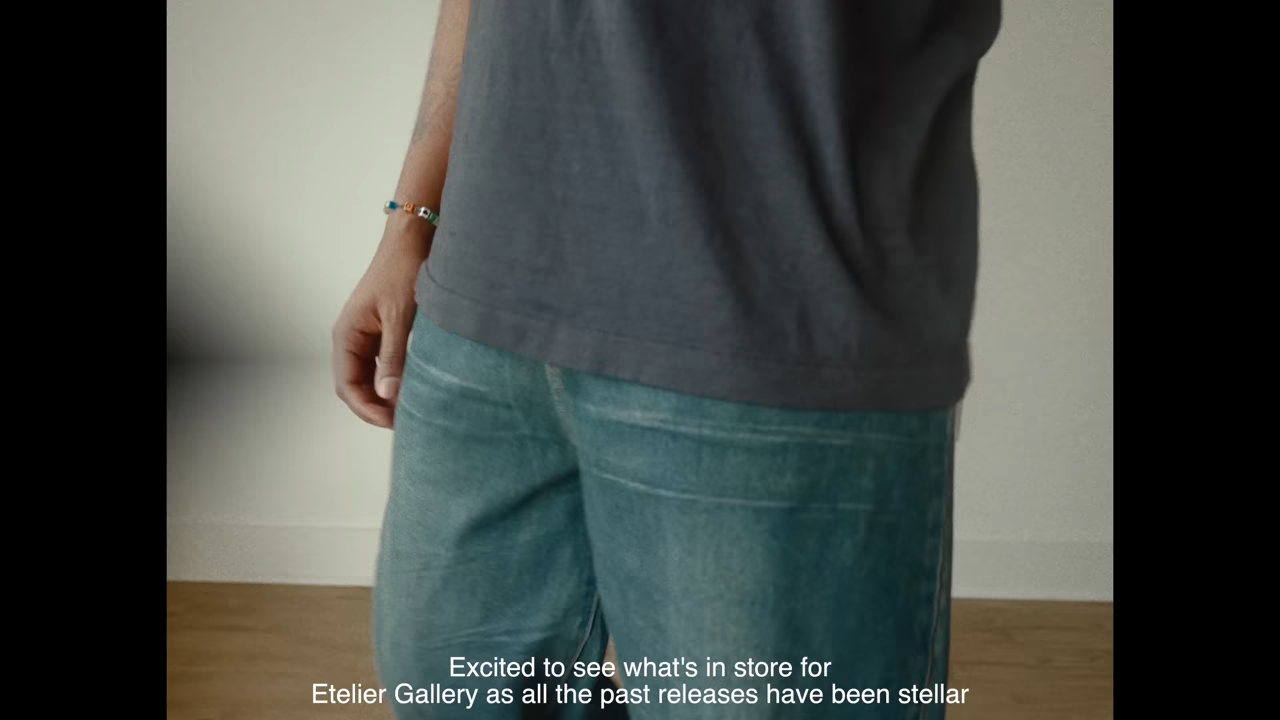 Excited to see what's in store for
Etelier Gallery as all the past releases have been stellar